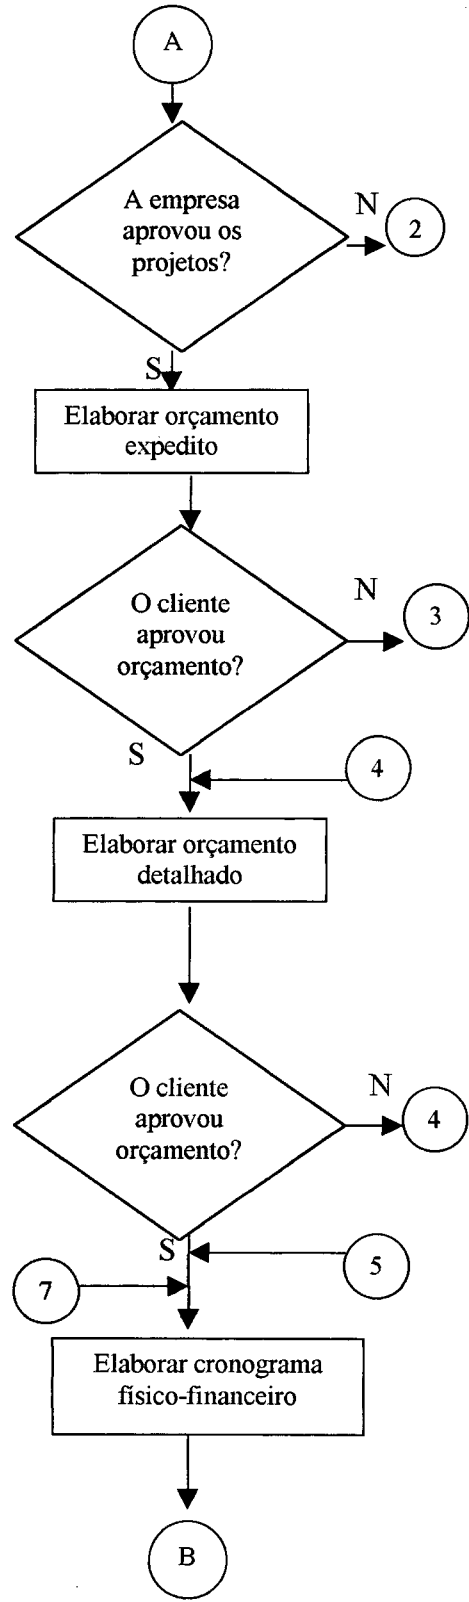 A
A empresa
aprovou os
projetos?
N
2
S
Elaborar orçamento
expedito
O cliente
aprovou
orçamento?
N
3
S
4
Elaborar orçamento
detalhado
O cliente
aprovou
orçamento?
N
4
S
5
7
Elaborar cronograma
físico-financeiro
B